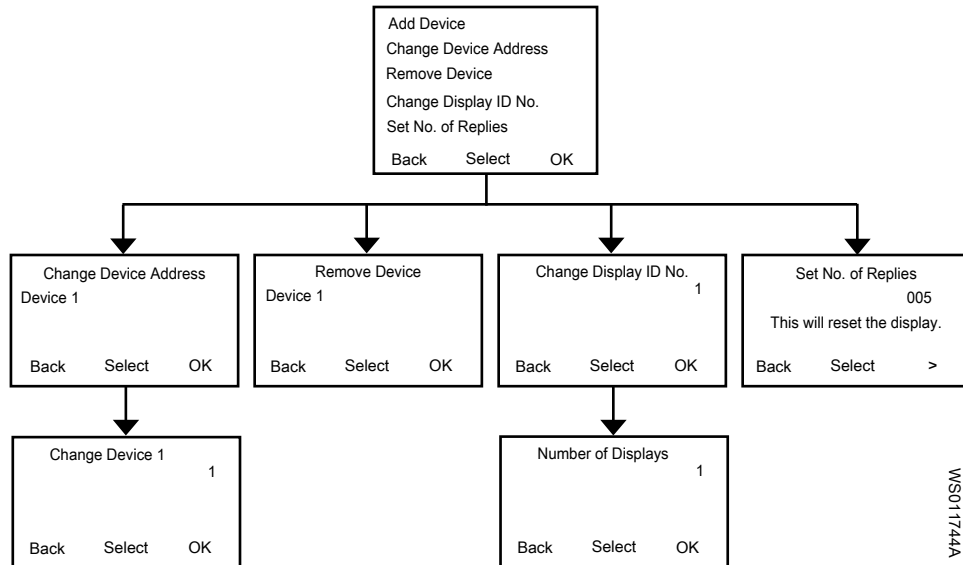 Add Device
Change Device Address
Remove Device
Change Display ID No.
Set No. of Replies
Back Select OK
Change Device Address
Device 1
Back Select OK
Remove Device
Device 1
Back Select OK
Change Display ID No.
1
Back Select OK
Set No. of Replies
005
This will reset the display.
Back Select >
Change Device 1
1
Back Select OK
Number of Displays
1
Back Select OK
WS011744A